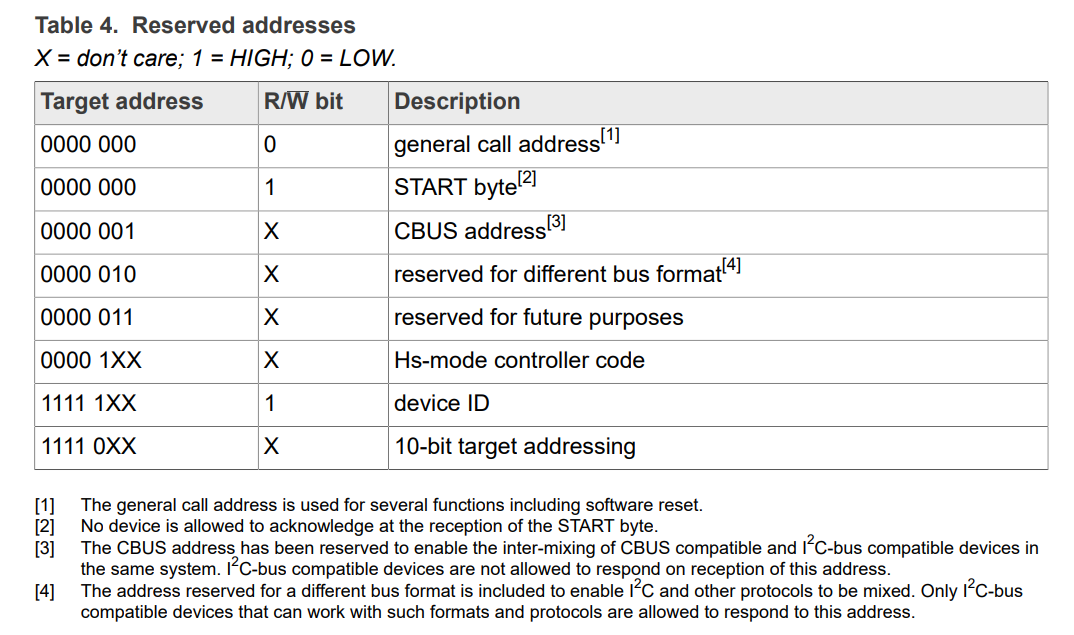 Table 4. Reserved addresses
X = don't care; 1 = HIGH; 0 = LOW.
Target address R/W̅ bit Description
0000 000 0 general call address[1]
0000 000 1 START byte[2]
0000 001 X CBUS address[3]
0000 010 X reserved for different bus format[4]
0000 011 X reserved for future purposes
0000 1XX X Hs-mode controller code
1111 1XX 1 device ID
1111 0XX X 10-bit target addressing
[1] The general call address is used for several functions including software reset.
[2] No device is allowed to acknowledge at the reception of the START byte.
[3] The CBUS address has been reserved to enable the inter-mixing of CBUS compatible and I²C-bus compatible devices in
the same system. I²C-bus compatible devices are not allowed to respond on reception of this address.
[4] The address reserved for a different bus format is included to enable I²C and other protocols to be mixed. Only I²C-bus
compatible devices that can work with such formats and protocols are allowed to respond to this address.